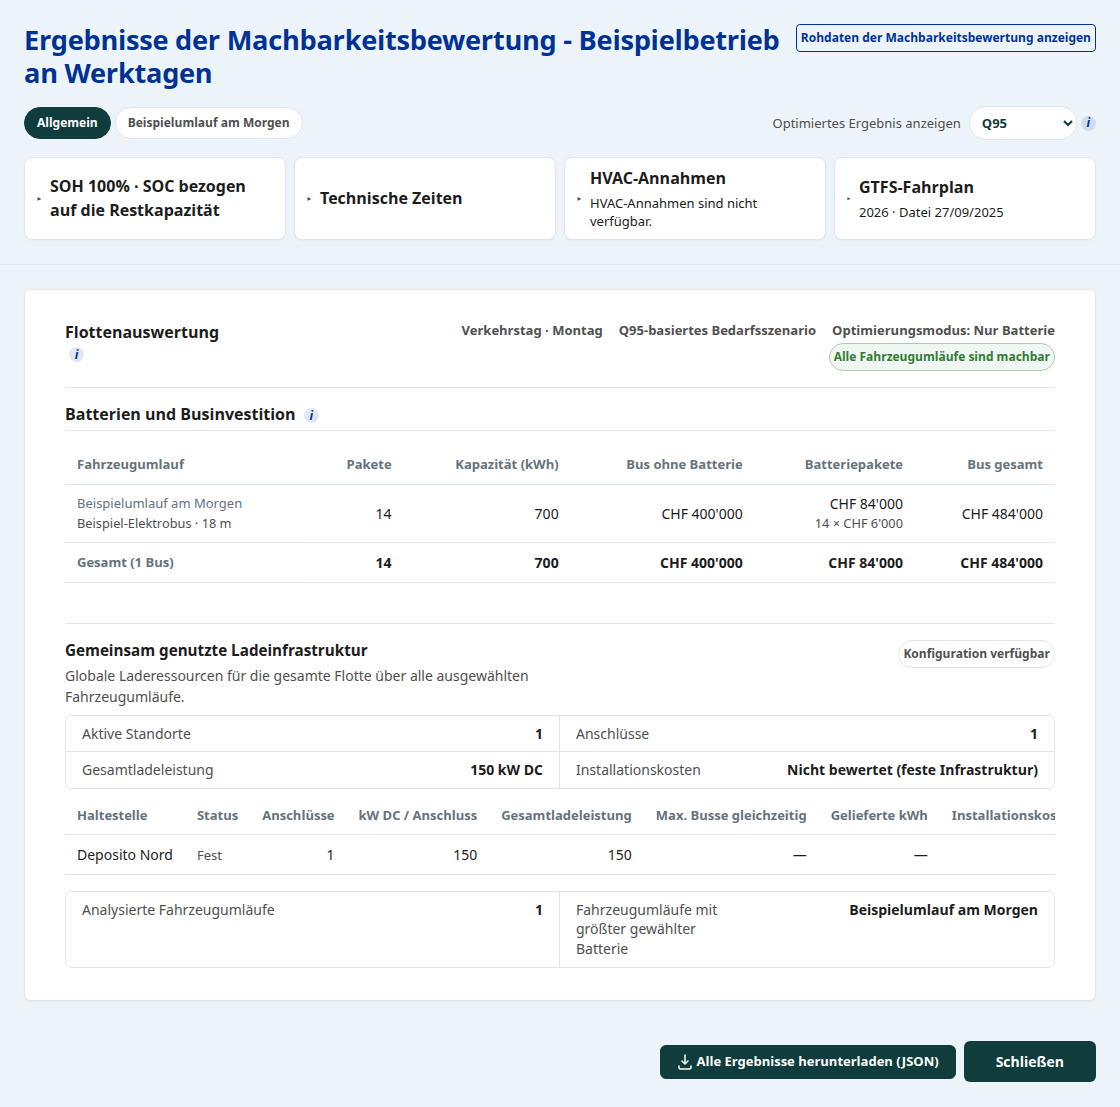 Ergebnisse der Machbarkeitsbewertung - Beispielbetrieb
an Werktagen
Rohdaten der Machbarkeitsbewertung anzeigen
Allgemein
Beispielumlauf am Morgen
Optimiertes Ergebnis anzeigen
Q95
i
SOH 100% · SOC bezogen
auf die Restkapazität
Technische Zeiten
HVAC-Annahmen
HVAC-Annahmen sind nicht
verfügbar.
GTFS-Fahrplan
2026 · Datei 27/09/2025
Flottenauswertung
i
Verkehrstag · Montag Q95-basiertes Bedarfsszenario Optimierungsmodus: Nur Batterie
Alle Fahrzeugumläufe sind machbar
Batterien und Businvestition i
Fahrzeugumlauf Pakete Kapazität (kWh) Bus ohne Batterie Batteriepakete Bus gesamt
Beispielumlauf am Morgen
Beispiel-Elektrobus · 18 m
14 700 CHF 400'000
CHF 84'000
14 × CHF 6'000
CHF 484'000
Gesamt (1 Bus) 14 700 CHF 400'000 CHF 84'000 CHF 484'000
Gemeinsam genutzte Ladeinfrastruktur
Konfiguration verfügbar
Globale Laderessourcen für die gesamte Flotte über alle ausgewählten
Fahrzeugumläufe.
Aktive Standorte 1
Anschlüsse 1
Gesamtladeleistung 150 kW DC
Installationskosten Nicht bewertet (feste Infrastruktur)
Haltestelle Status Anschlüsse kW DC / Anschluss Gesamtladeleistung Max. Busse gleichzeitig Gelieferte kWh Installationskos
Deposito Nord Fest 1 150 150 — —
Analysierte Fahrzeugumläufe 1
Fahrzeugumläufe mit
größter gewählter
Batterie
Beispielumlauf am Morgen
Alle Ergebnisse herunterladen (JSON)
Schließen